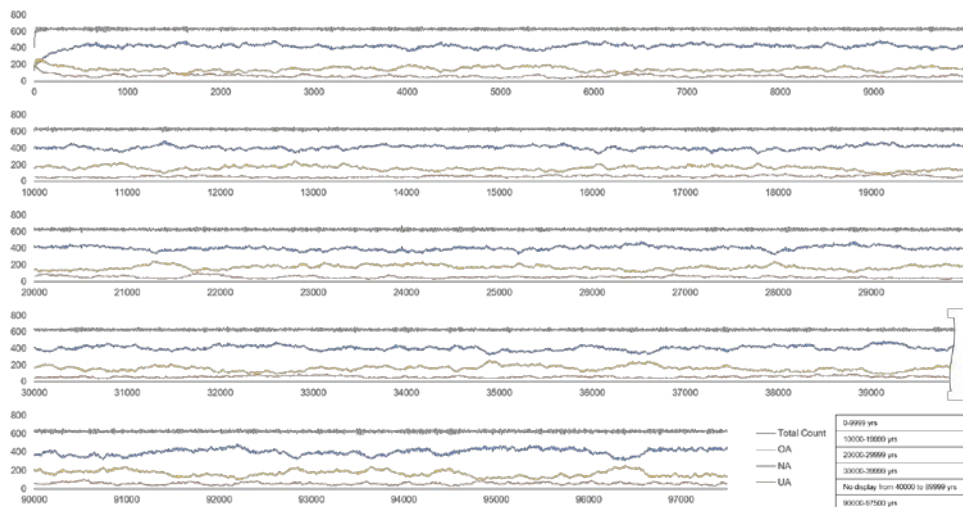 800
600
400
200
0
0 1000 2000 3000 4000 5000 6000 7000 8000 9000
800
600
400
200
0
10000 11000 12000 13000 14000 15000 16000 17000 18000 19000
800
600
400
200
0
20000 21000 22000 23000 24000 25000 26000 27000 28000 29000
800
600
400
200
0
30000 31000 32000 33000 34000 35000 36000 37000 38000 39000
800
600
400
200
0
90000 91000 92000 93000 94000 95000 96000 97000
Total Count
OA
NA
UA
0-9999 yrs
10000-19999 yrs
20000-29999 yrs
30000-39999 yrs
No display from 40000 to 89999 yrs
90000-97500 yrs